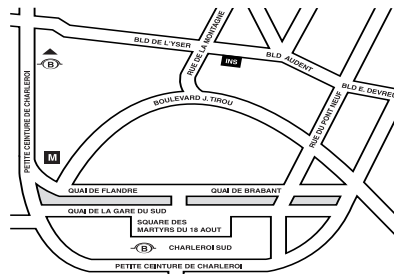 BLD DE L'YSER
RUE DE LA MONTAGNE
INS
BLD AUDENT
BLD E. DEVREU
B
PETITE CEINTURE DE CHARLEROI
BOULEVARD J. TIROU
RUE DU PONT NEUF
M
QUAI DE FLANDRE
QUAI DE BRABANT
QUAI DE LA GARE DU SUD
SQUARE DES
MARTYRS DU 18 AOUT
B
CHARLEROI SUD
PETITE CEINTURE DE CHARLEROI